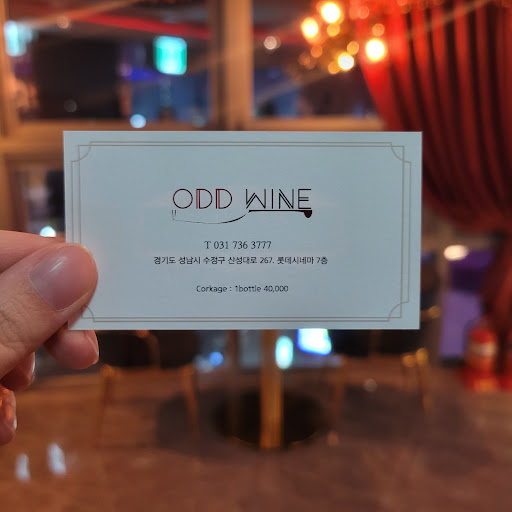 ODD WINE
T 031 736 3777
경기도 성남시 수정구 산성대로 267. 롯데시네마 7층
Corkage : 1bottle 40,000